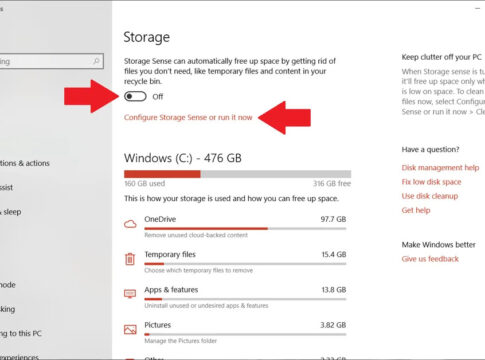 s
Storage
Storage Sense can automatically free up space by getting rid of
files you don't need, like temporary files and content in your
recycle bin.
Off
Configure Storage Sense or run it now
Windows (C:) - 476 GB
160 GB used
316 GB free
This is how your storage is used and how you can free up space.
OneDrive
97.7 GB
Remove unused cloud-backed content
Temporary files
15.4 GB
Choose which temporary files to remove
Apps & features
13.8 GB
Uninstall unused or undesired apps & features
Pictures
3.82 GB
Manage the Pictures folder
ng
tions & actions
sist
& sleep
node
king
ng to this PC
experiences
Keep clutter off your PC
When Storage sense is tu
it'll free up space only wh
is low on space. To clean
files now, select Configur
Sense or run it now > Cle
Have a question?
Disk management help
Fix low disk space
Use disk cleanup
Get help
Make Windows better
Give us feedback